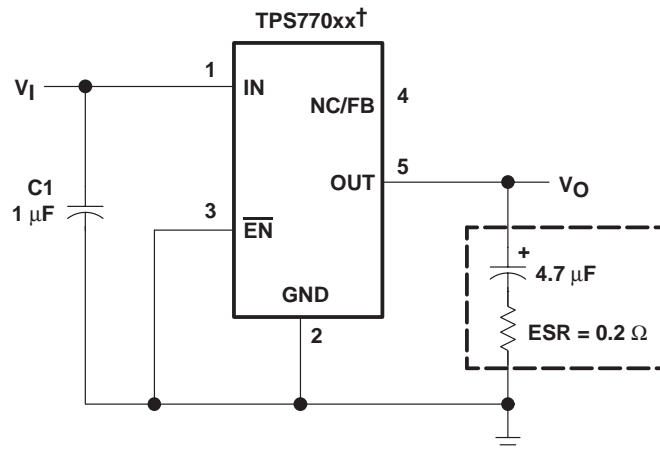 TPS770xx†
1
VI
IN
NC/FB
4
OUT
5
VO
C1
1 µF
3
EN
+
4.7 µF
GND
2
ESR = 0.2 Ω